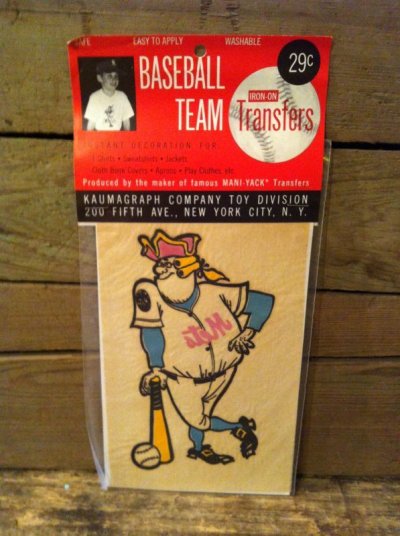 EASY TO APPLY WASHABLE
29¢
BASEBALL
TEAM
IRON-ON
Transfers
INSTANT DECORATION FOR:
T Shirts • Sweatshirts • Jackets
Cloth Book Covers • Aprons • Play Clothes, etc.
Produced by the maker of famous MANI-YACK® Transfers
KAUMAGRAPH COMPANY TOY DIVISION
200 FIFTH AVE., NEW YORK CITY, N. Y.
Mets